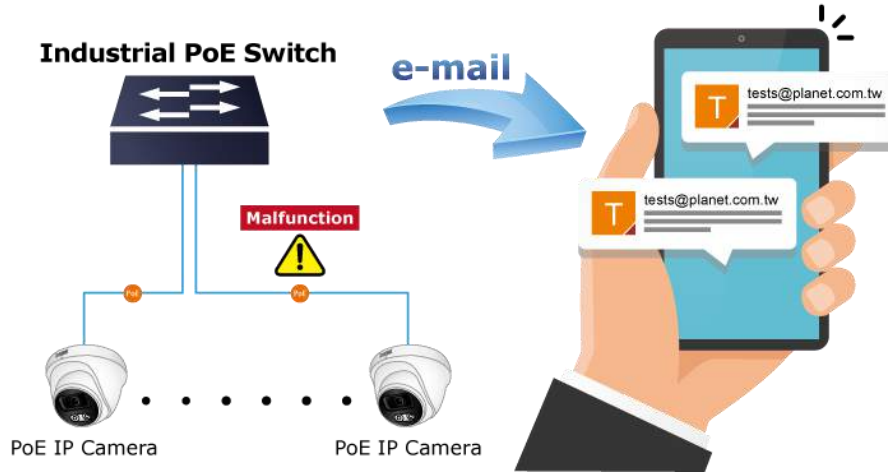 Industrial PoE Switch
e-mail
tests@planet.com.tw
T
tests@planet.com.tw
T
Malfunction
PoE
PoE
PoE IP Camera
PoE IP Camera